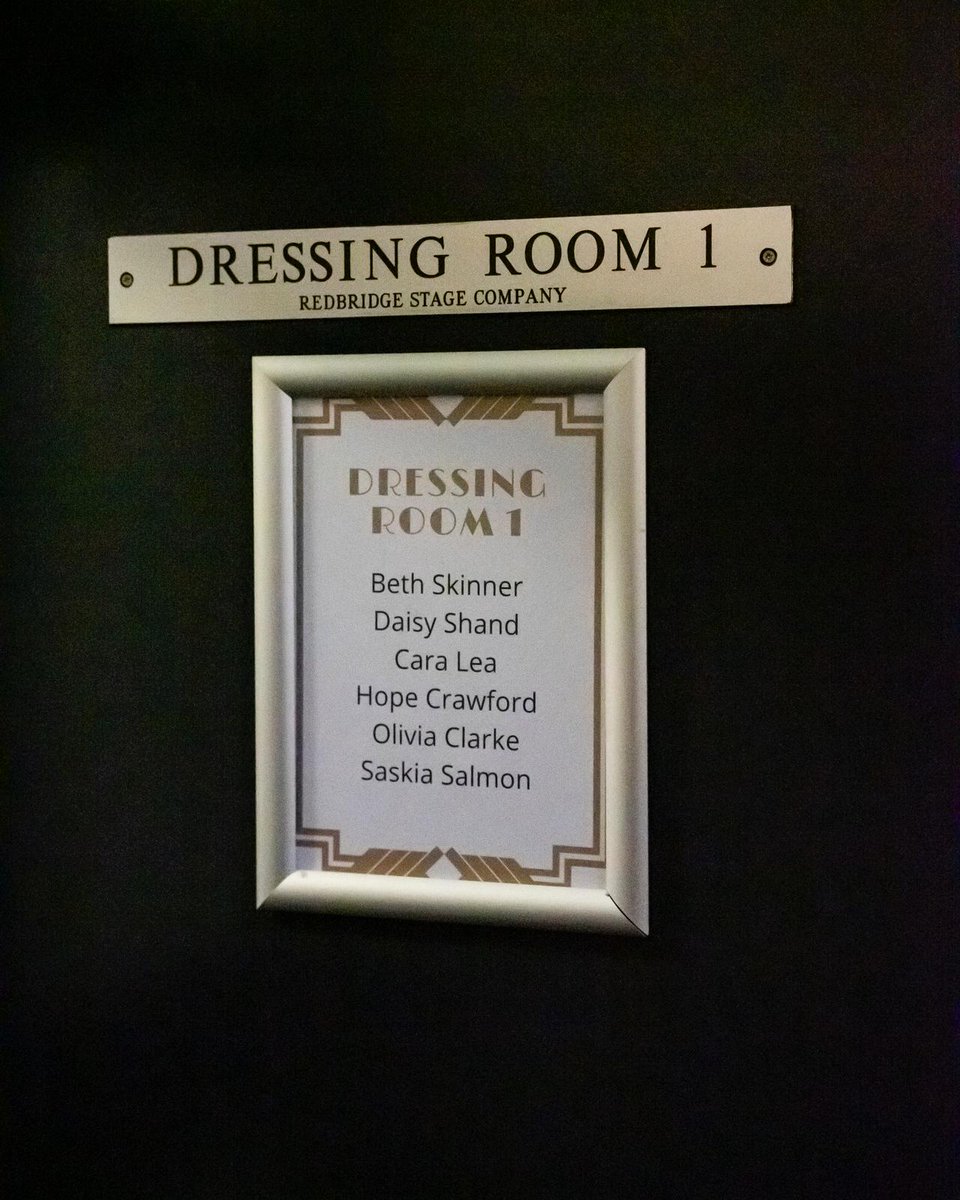 DRESSING ROOM 1
REDBRIDGE STAGE COMPANY
DRESSING
ROOM 1
Beth Skinner
Daisy Shand
Cara Lea
Hope Crawford
Olivia Clarke
Saskia Salmon